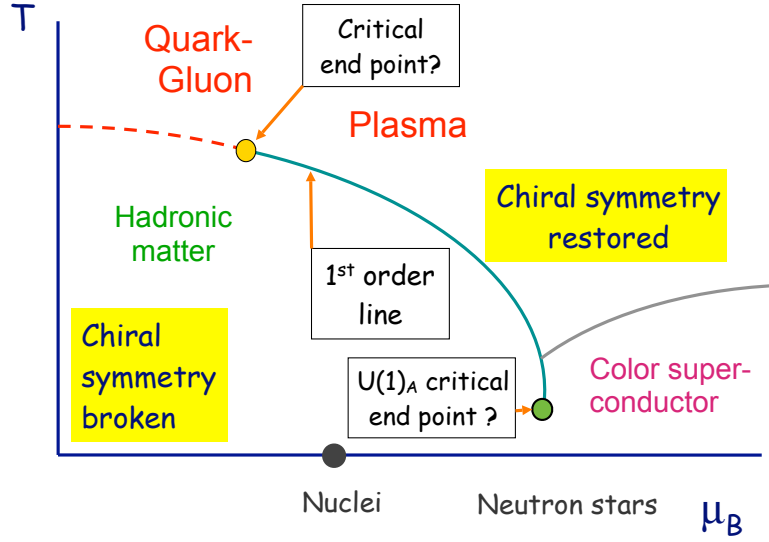 T
Quark-
Gluon
Plasma
Critical
end point?
Hadronic
matter
Chiral symmetry
restored
1st order
line
Chiral
symmetry
broken
U(1)A critical
end point ?
Color super-
conductor
Nuclei
Neutron stars
μB